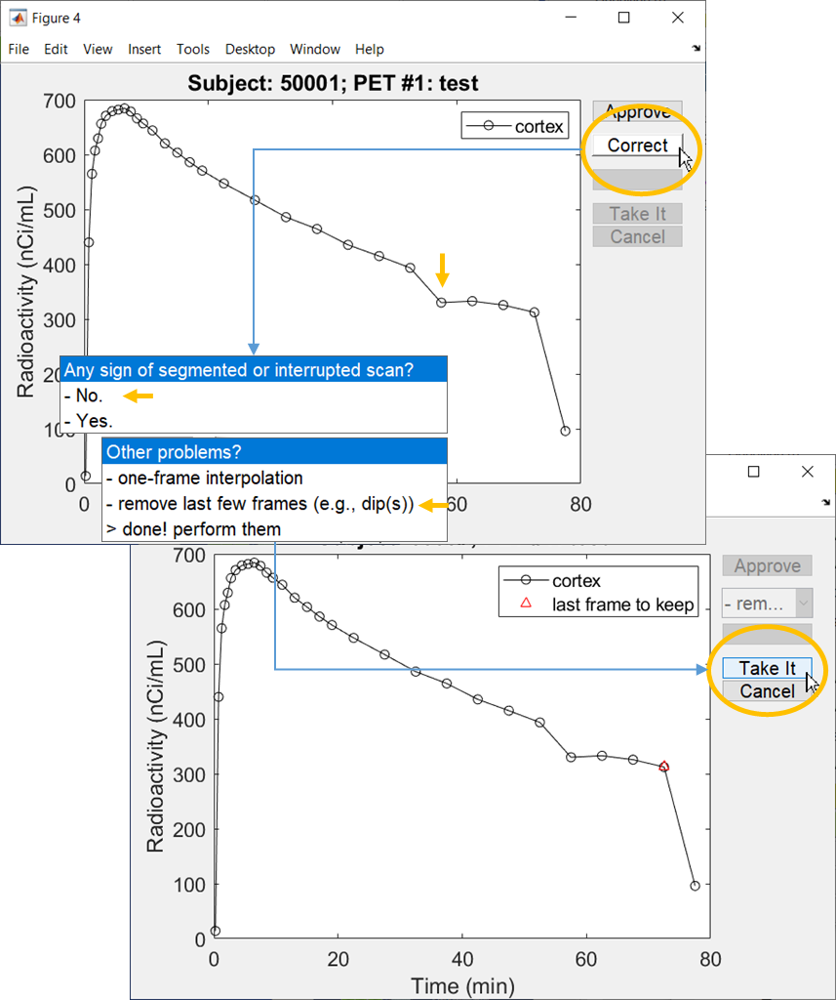 Figure 4
File Edit View Insert Tools Desktop Window Help
Subject: 50001; PET #1: test
Radioactivity (nCi/mL)
700
600
500
400
300
100
0
0
60
80
cortex
Approve
Correct
Take It
Cancel
Any sign of segmented or interrupted scan?
- No.
- Yes.
Other problems?
- one-frame interpolation
- remove last few frames (e.g., dip(s))
> done! perform them
Radioactivity (nCi/mL)
700
600
500
400
300
200
100
0
0 20 40 60 80
Time (min)
cortex
last frame to keep
Approve
- rem...
Take It
Cancel